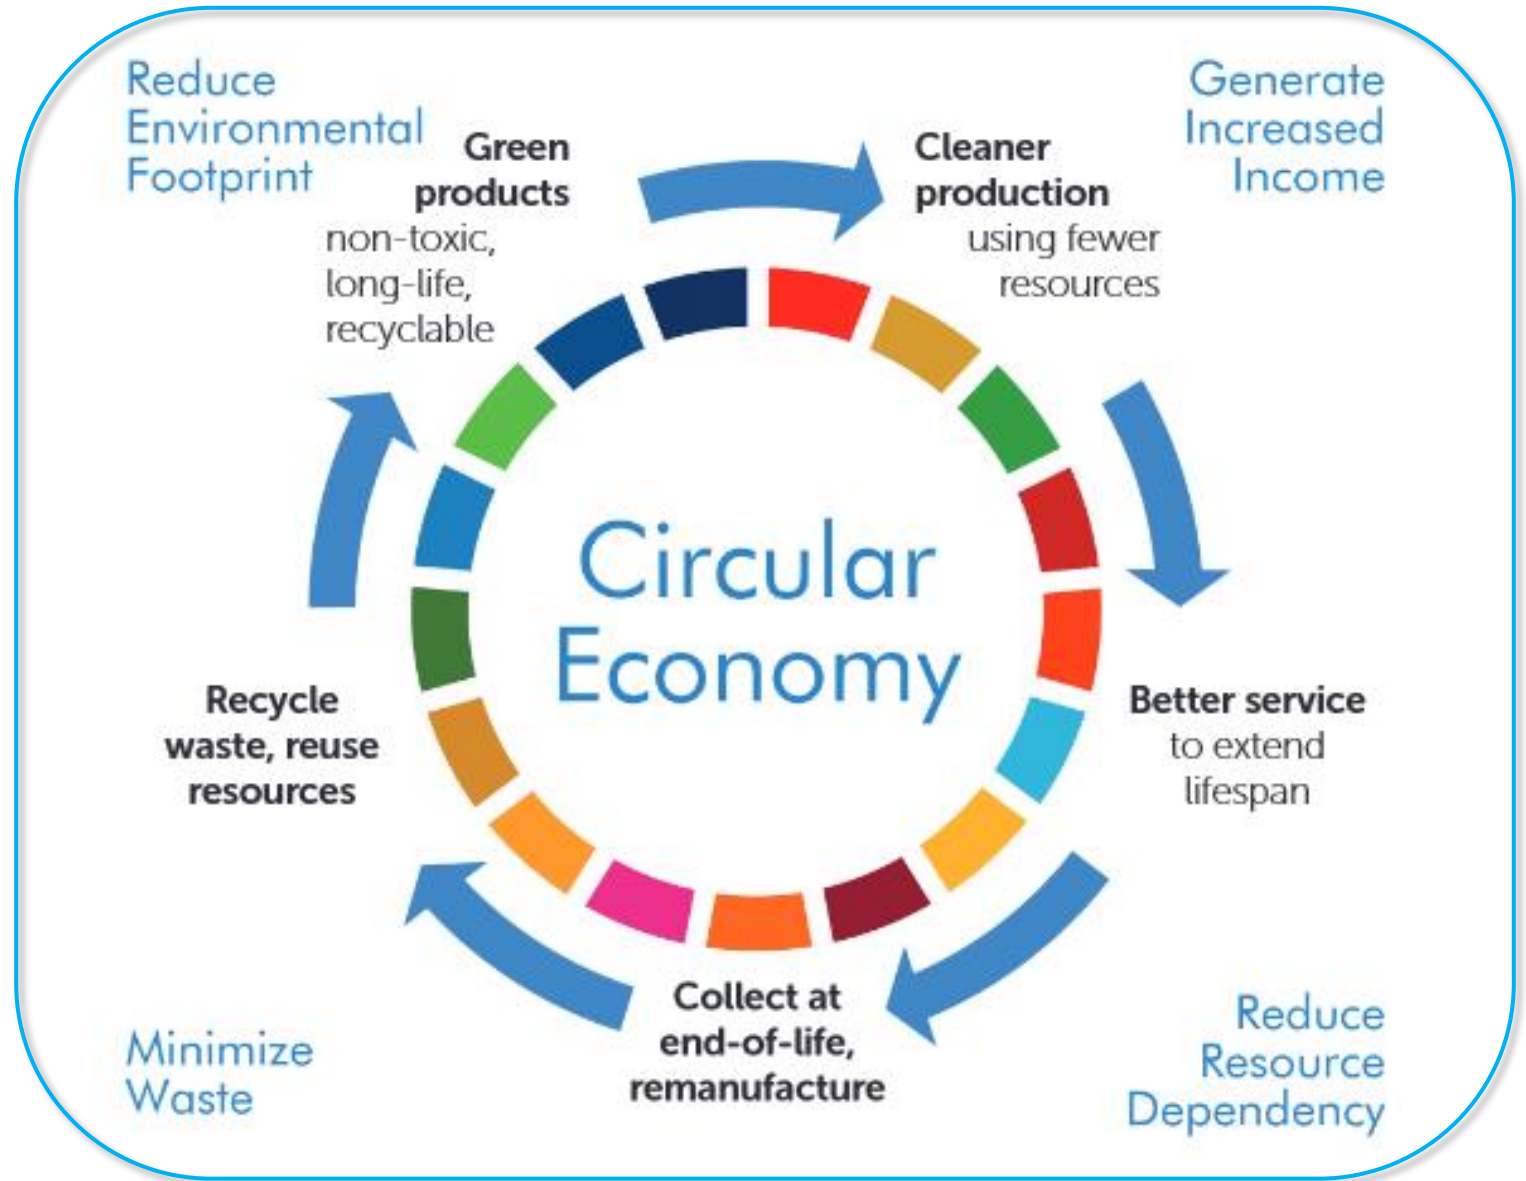 Reduce
Environmental
Footprint
Generate
Increased
Income
Green
products
non-toxic,
long-life,
recyclable
Cleaner
production
using fewer
resources
Circular
Economy
Recycle
waste, reuse
resources
Better service
to extend
lifespan
Collect at
end-of-life,
remanufacture
Minimize
Waste
Reduce
Resource
Dependency